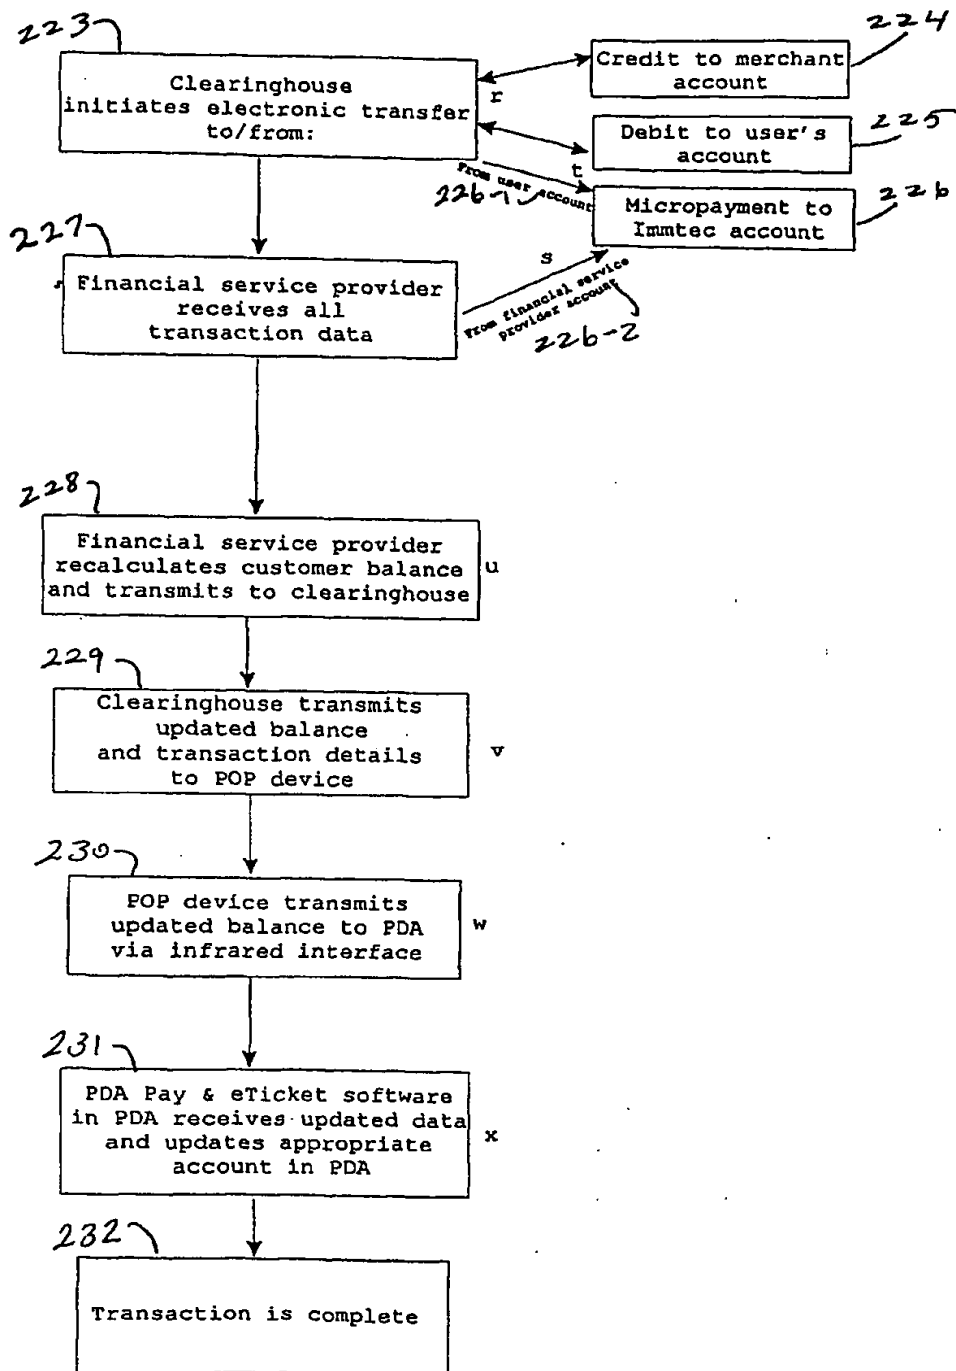 223
224
Clearinghouse
initiates electronic transfer
to/from:
Credit to merchant
account
r
225
Debit to user's
account
t
From user account
226-1
226
Micropayment to
Immtec account
227
Financial service provider
receives all
transaction data
s
From financial service
provider account
226-2
228
Financial service provider
recalculates customer balance
and transmits to clearinghouse
u
229
Clearinghouse transmits
updated balance
and transaction details
to POP device
v
230
POP device transmits
updated balance to PDA
via infrared interface
w
231
PDA Pay & eTicket software
in PDA receives updated data
and updates appropriate
account in PDA
x
232
Transaction is complete